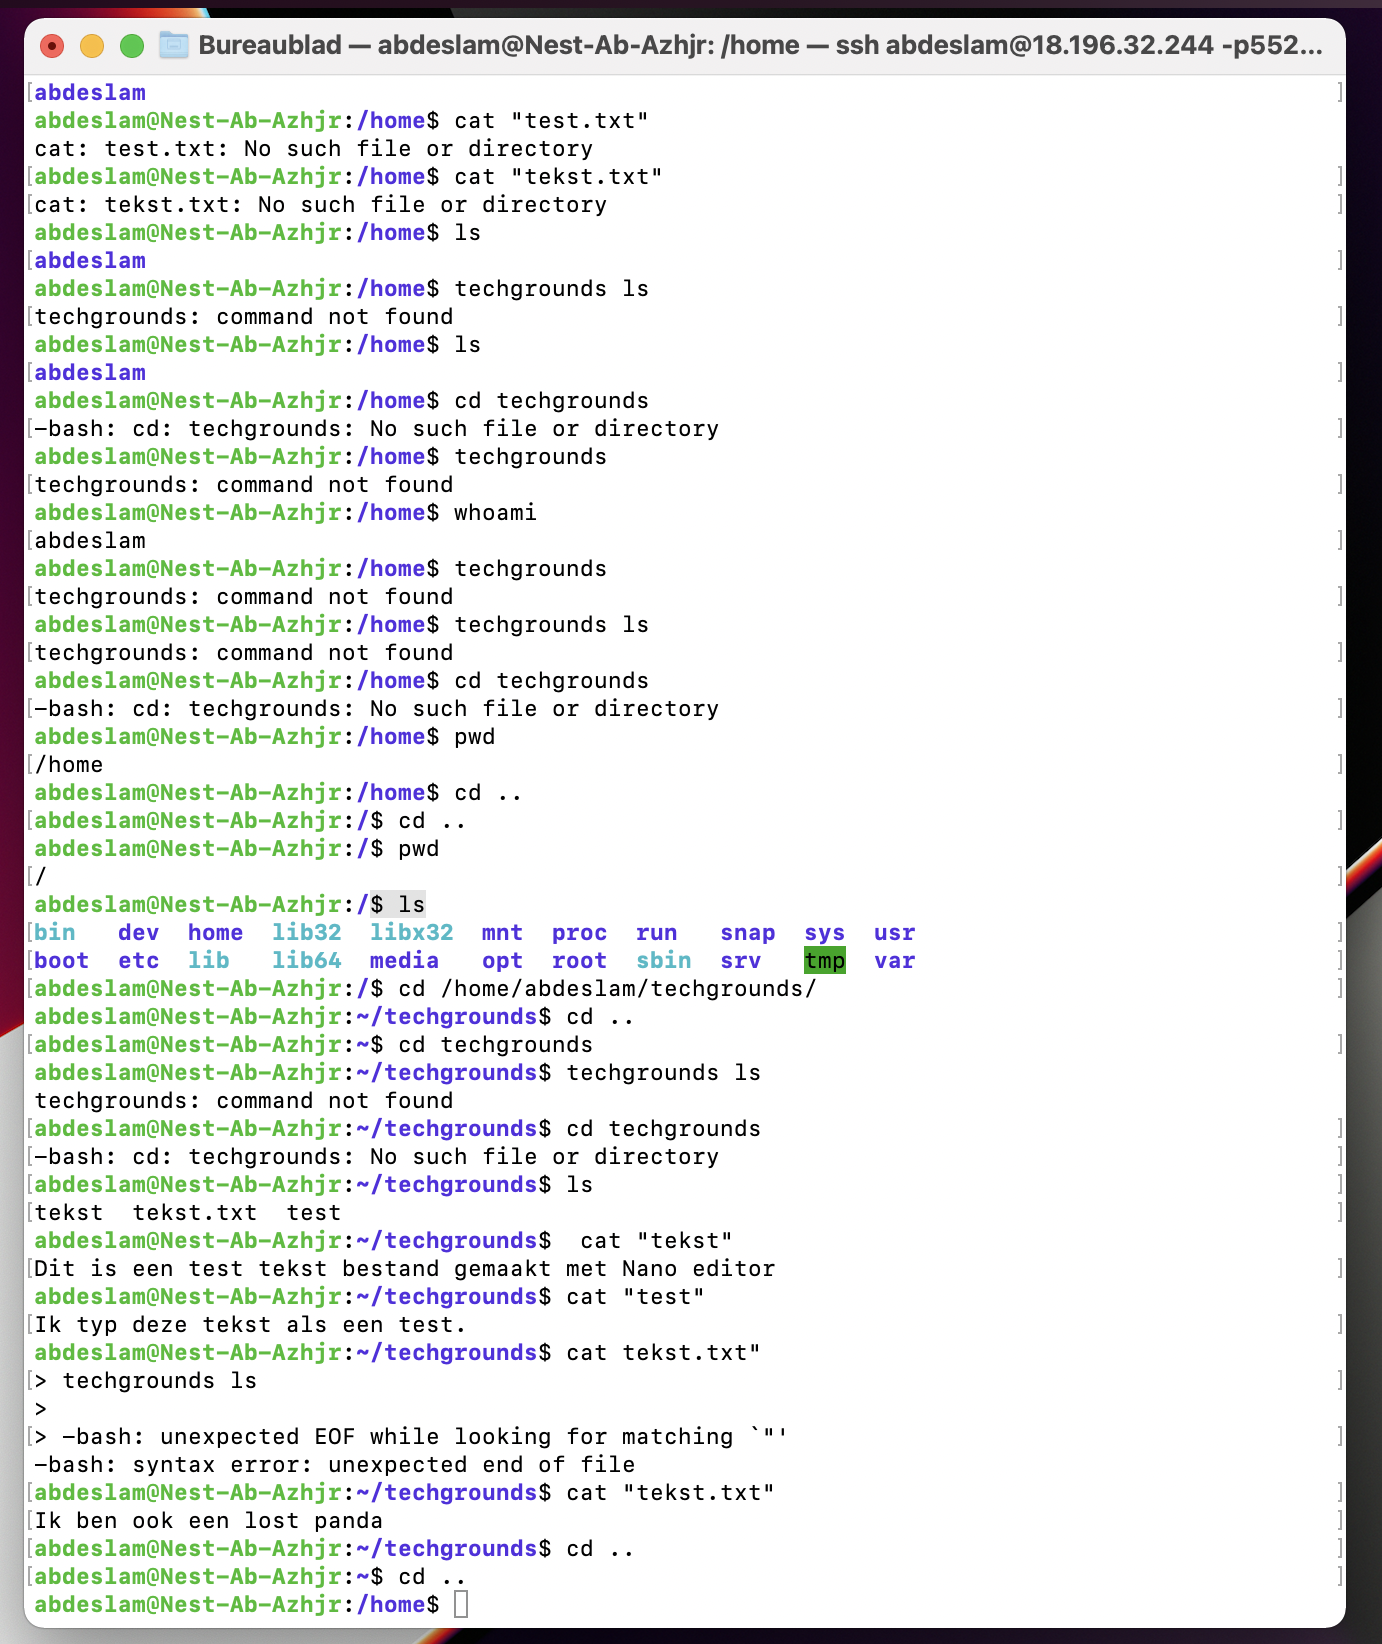 Bureaublad — abdeslam@Nest-Ab-Azhjr: /home — ssh abdeslam@18.196.32.244 -p552...
[abdeslam ]
abdeslam@Nest-Ab-Azhjr:/home$ cat "test.txt"
cat: test.txt: No such file or directory
[abdeslam@Nest-Ab-Azhjr:/home$ cat "tekst.txt" ]
[cat: tekst.txt: No such file or directory ]
abdeslam@Nest-Ab-Azhjr:/home$ ls
[abdeslam ]
abdeslam@Nest-Ab-Azhjr:/home$ techgrounds ls
[techgrounds: command not found ]
abdeslam@Nest-Ab-Azhjr:/home$ ls
[abdeslam ]
abdeslam@Nest-Ab-Azhjr:/home$ cd techgrounds
[-bash: cd: techgrounds: No such file or directory ]
abdeslam@Nest-Ab-Azhjr:/home$ techgrounds
[techgrounds: command not found ]
abdeslam@Nest-Ab-Azhjr:/home$ whoami
[abdeslam ]
abdeslam@Nest-Ab-Azhjr:/home$ techgrounds
[techgrounds: command not found ]
abdeslam@Nest-Ab-Azhjr:/home$ techgrounds ls
[techgrounds: command not found ]
abdeslam@Nest-Ab-Azhjr:/home$ cd techgrounds
[-bash: cd: techgrounds: No such file or directory ]
abdeslam@Nest-Ab-Azhjr:/home$ pwd
[/home ]
abdeslam@Nest-Ab-Azhjr:/home$ cd ..
[abdeslam@Nest-Ab-Azhjr:/$ cd .. ]
abdeslam@Nest-Ab-Azhjr:/$ pwd
[/ ]
abdeslam@Nest-Ab-Azhjr:/$ ls
[bin dev home lib32 libx32 mnt proc run snap sys usr ]
[boot etc lib lib64 media opt root sbin srv tmp var ]
[abdeslam@Nest-Ab-Azhjr:/$ cd /home/abdeslam/techgrounds/ ]
abdeslam@Nest-Ab-Azhjr:~/techgrounds$ cd ..
[abdeslam@Nest-Ab-Azhjr:~$ cd techgrounds ]
abdeslam@Nest-Ab-Azhjr:~/techgrounds$ techgrounds ls
techgrounds: command not found
[abdeslam@Nest-Ab-Azhjr:~/techgrounds$ cd techgrounds ]
[-bash: cd: techgrounds: No such file or directory ]
[abdeslam@Nest-Ab-Azhjr:~/techgrounds$ ls ]
[tekst tekst.txt test ]
abdeslam@Nest-Ab-Azhjr:~/techgrounds$  cat "tekst"
[Dit is een test tekst bestand gemaakt met Nano editor ]
abdeslam@Nest-Ab-Azhjr:~/techgrounds$ cat "test"
[Ik typ deze tekst als een test. ]
abdeslam@Nest-Ab-Azhjr:~/techgrounds$ cat tekst.txt"
[> techgrounds ls ]
>
[> -bash: unexpected EOF while looking for matching `"' ]
-bash: syntax error: unexpected end of file
[abdeslam@Nest-Ab-Azhjr:~/techgrounds$ cat "tekst.txt" ]
[Ik ben ook een lost panda ]
[abdeslam@Nest-Ab-Azhjr:~/techgrounds$ cd .. ]
[abdeslam@Nest-Ab-Azhjr:~$ cd .. ]
abdeslam@Nest-Ab-Azhjr:/home$